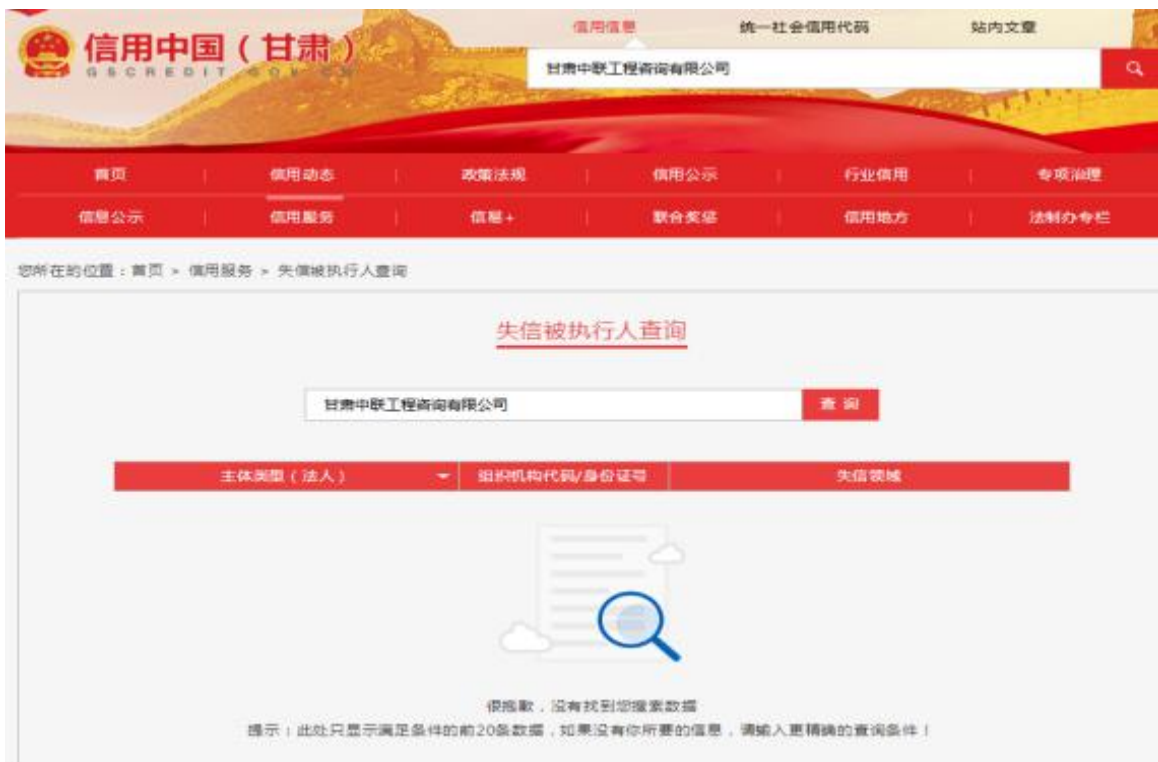 信用信息 统一社会信用代码 站内文章
信用中国（甘肃）
GSCREDIT.GOV.CN
甘肃中联工程咨询有限公司
首页 信用动态 政策法规 信用公示 行业信用 专项治理
信息公示 信用服务 信易+ 联合奖惩 信用地方 法制办专栏
您所在的位置：首页 > 信用服务 > 失信被执行人查询
失信被执行人查询
甘肃中联工程咨询有限公司 查询
主体类型（法人） 组织机构代码/身份证号 失信领域
很抱歉，没有找到您搜索数据
提示：此处只显示满足条件的前20条数据，如果没有你所要的信息，请输入更精确的查询条件！